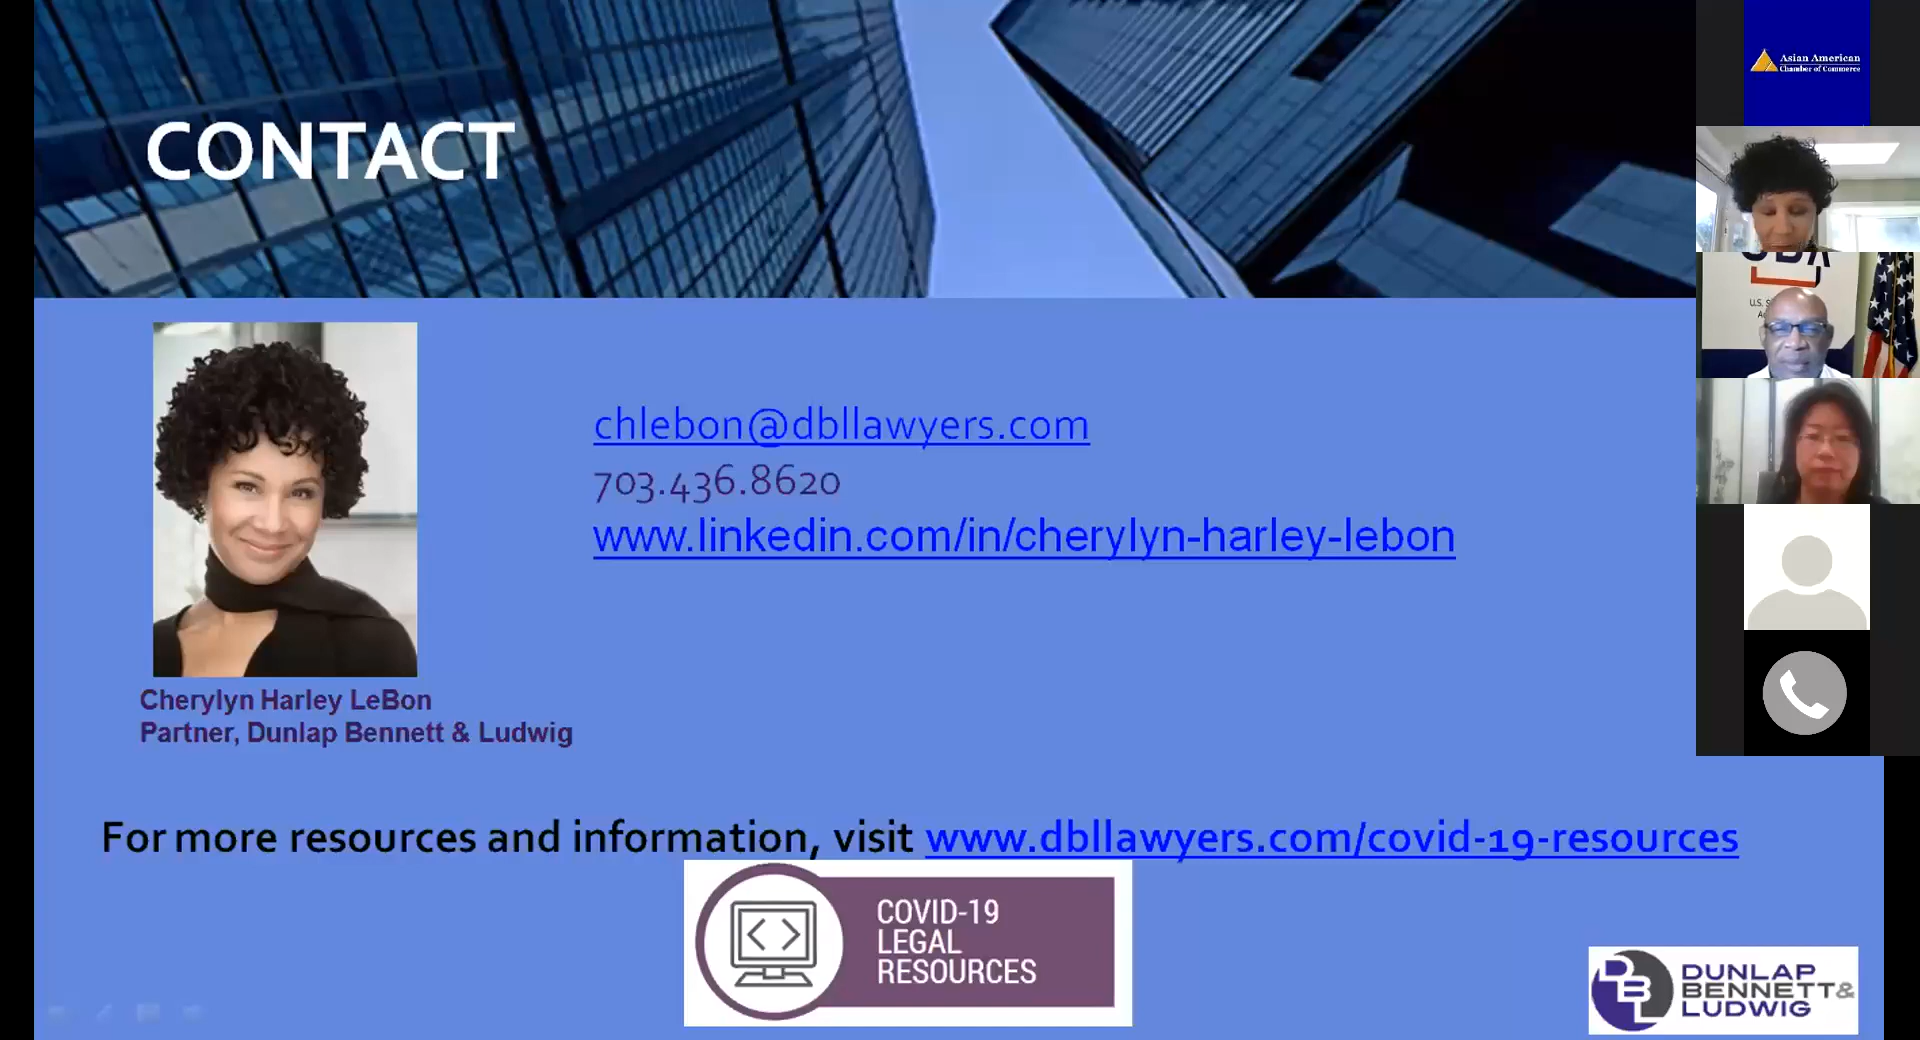 CONTACT
chlebon@dbllawyers.com
703.436.8620
www.linkedin.com/in/cherylyn-harley-lebon
Cherylyn Harley LeBon
Partner, Dunlap Bennett & Ludwig
For more resources and information, visit www.dbllawyers.com/covid-19-resources
COVID-19
LEGAL
RESOURCES
DBL
DUNLAP
BENNETT&
LUDWIG
Asian American
Chamber of Commerce
U.S.